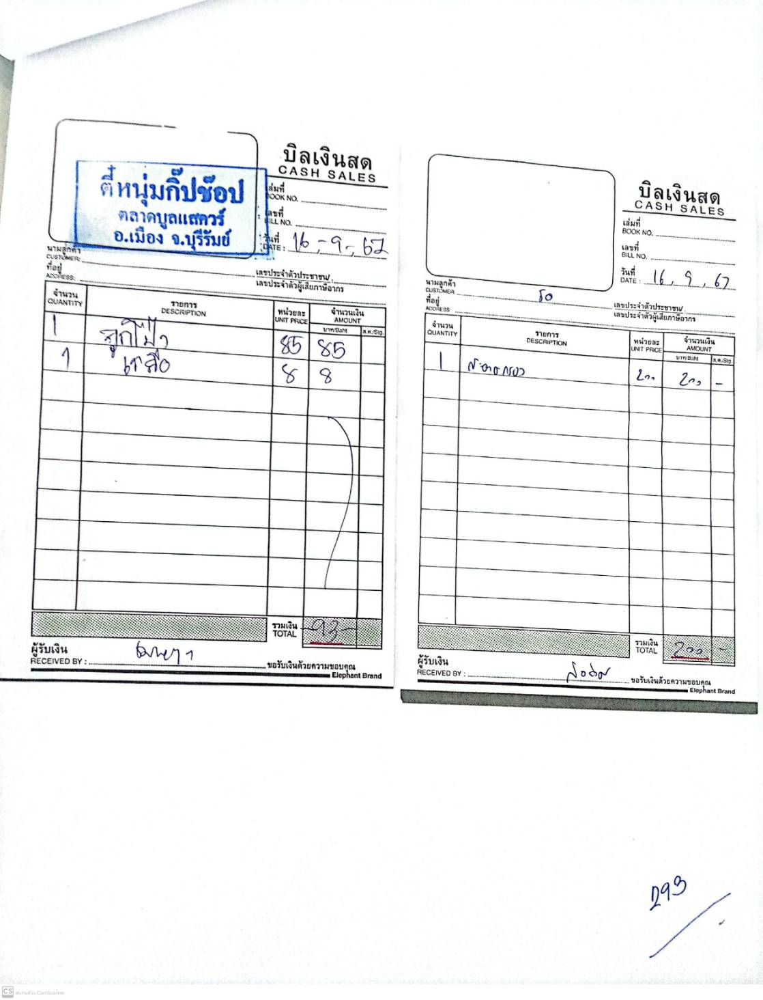 ตี๋หนุ่มกิ๊ปช๊อป
ตลาดบูลแสควร์
อ.เมือง จ.บุรีรัมย์
บิลเงินสด
CASH SALES
เล่มที่
BOOK NO.
เลขที่
BILL NO.
วันที่
DATE : 16-9-67
นามลูกค้า
CUSTOMER:
ที่อยู่
ADDRESS:
เลขประจำตัวประชาชน/
เลขประจำตัวผู้เสียภาษีอากร
จำนวน รายการ หน่วยละ จำนวนเงิน
QUANTITY DESCRIPTION UNIT PRICE AMOUNT
บาท/Baht ส.ต./Stg.
1 ลูกโป่ง 85 85
1 8 8
รวมเงิน
TOTAL 93-
ผู้รับเงิน
RECEIVED BY :
ขอรับเงินด้วยความขอบคุณ
Elephant Brand
บิลเงินสด
CASH SALES
เล่มที่
BOOK NO.
เลขที่
BILL NO.
วันที่
DATE : 16, 9, 67
นามลูกค้า
CUSTOMER:
ที่อยู่
ADDRESS:
เลขประจำตัวประชาชน/
เลขประจำตัวผู้เสียภาษีอากร
จำนวน รายการ หน่วยละ จำนวนเงิน
QUANTITY DESCRIPTION UNIT PRICE AMOUNT
บาท/Baht ส.ต./Stg.
1 200 200 -
รวมเงิน
TOTAL 200 -
ผู้รับเงิน
RECEIVED BY :
ขอรับเงินด้วยความขอบคุณ
Elephant Brand
293
CS สแกนด้วย CamScanner